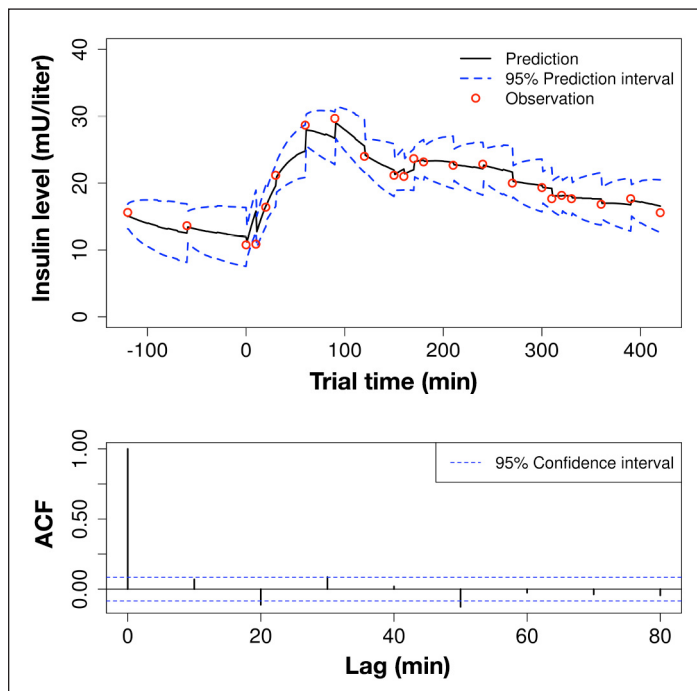 Insulin level (mU/liter)
40
30
20
10
0
Prediction
95% Prediction interval
Observation
-100 0 100 200 300 400
Trial time (min)
ACF
1.00
0.50
0.00
95% Confidence interval
0 20 40 60 80
Lag (min)